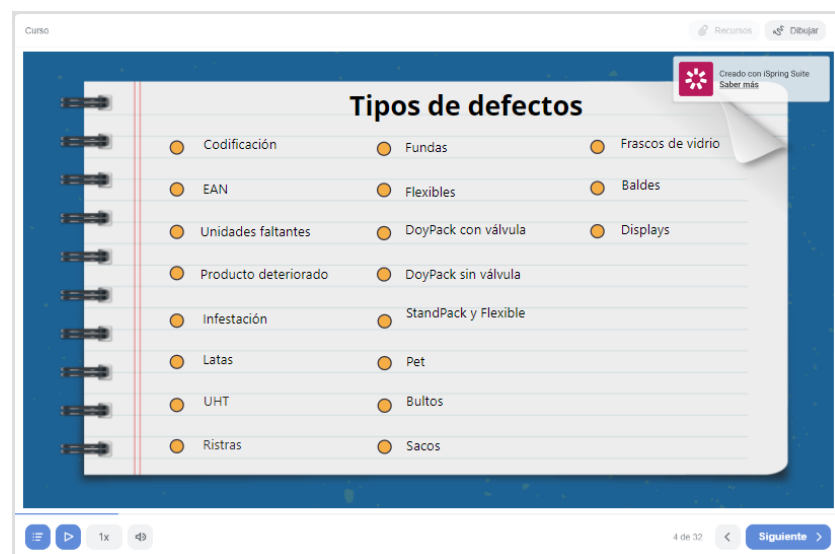 Curso
Recursos
Dibujar
Creado con iSpring Suite
Saber más
Tipos de defectos
Codificación
EAN
Unidades faltantes
Producto deteriorado
Infestación
Latas
UHT
Ristras
Fundas
Flexibles
DoyPack con válvula
DoyPack sin válvula
StandPack y Flexible
Pet
Bultos
Sacos
Frascos de vidrio
Baldes
Displays
1x
4 de 32
Siguiente